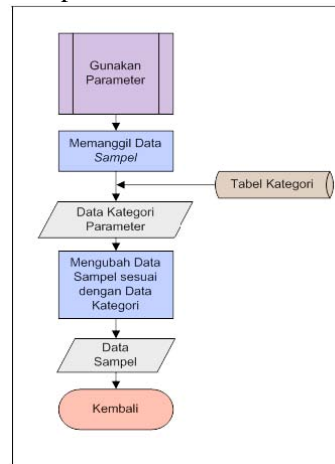 Gunakan
Parameter
Memanggil Data
Sampel
Tabel Kategori
Data Kategori
Parameter
Mengubah Data
Sampel sesuai
dengan Data
Kategori
Data
Sampel
Kembali